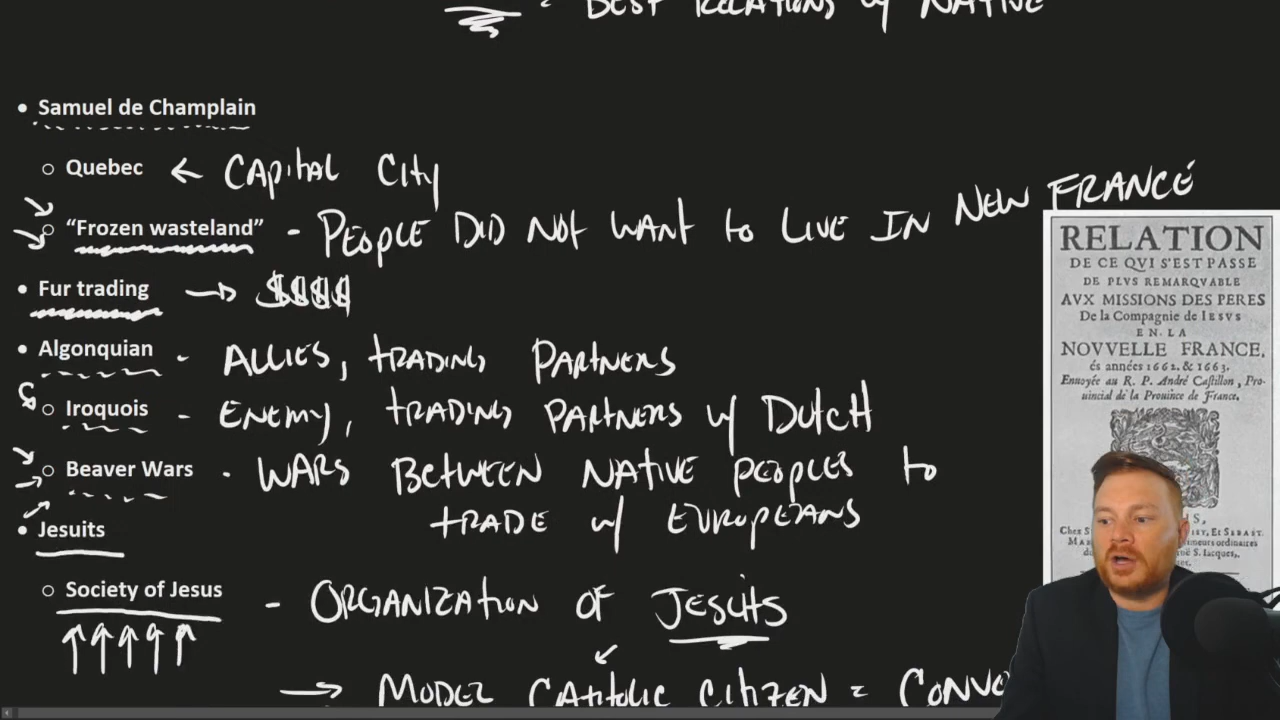 = BEST RELATIONS w/ NATIVE
• Samuel de Champlain
○ Quebec ← CAPITAL CITY
○ “Frozen wasteland” - PEOPLE DID NOT WANT to LIVE IN NEW FRANCE
• Fur trading → $$$$
• Algonquian - ALLIES, tRADING PARTNERS
○ Iroquois - ENEMY, tRADING PARTNERS w/ DUtCH
○ Beaver Wars - WARS BETWEEN NATIVE PEOPLES to
tRADE w/ EUROPEANS
• Jesuits
○ Society of Jesus - ORGANIZATION OF JESUITS
→ MODEL CATHOLIC CITIZEN =
RELATION
DE CE QVI S'EST PASSE
DE PLVS REMARQVABLE
AVX MISSIONS DES PERES
De la Compagnie de IESVS
EN LA
NOVVELLE FRANCE,
és années 1662. & 1663.
Ennoyée au R. P. André Castillon, Pro-
uincial de la Prouince de France.